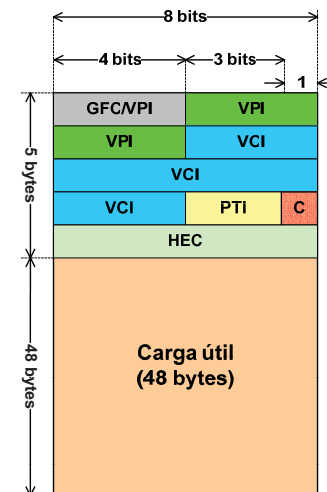 8 bits
4 bits
3 bits
1
GFC/VPI
VPI
VPI
VCI
VCI
VCI
PTi
C
HEC
5 bytes
Carga útil
(48 bytes)
48 bytes